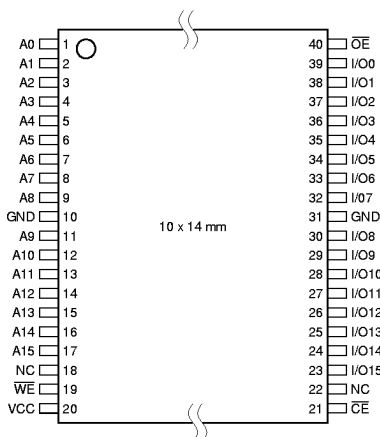 A0 1 40 O̅E̅
A1 2 39 I/O0
A2 3 38 I/O1
A3 4 37 I/O2
A4 5 36 I/O3
A5 6 35 I/O4
A6 7 34 I/O5
A7 8 33 I/O6
A8 9 32 I/07
GND 10 31 GND
10 x 14 mm
A9 11 30 I/O8
A10 12 29 I/O9
A11 13 28 I/O10
A12 14 27 I/O11
A13 15 26 I/O12
A14 16 25 I/O13
A15 17 24 I/O14
NC 18 23 I/O15
W̅E̅ 19 22 NC
VCC 20 21 C̅E̅